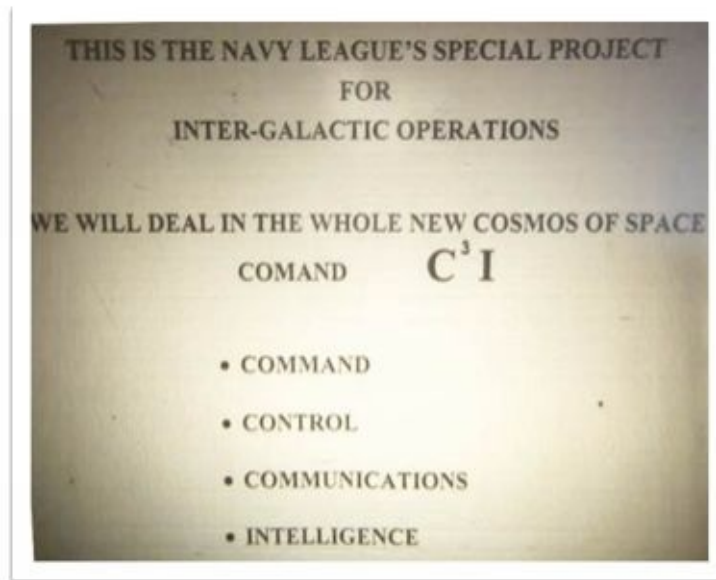 THIS IS THE NAVY LEAGUE'S SPECIAL PROJECT
FOR
INTER-GALACTIC OPERATIONS
WE WILL DEAL IN THE WHOLE NEW COSMOS OF SPACE
COMAND C³I
• COMMAND
• CONTROL
• COMMUNICATIONS
• INTELLIGENCE